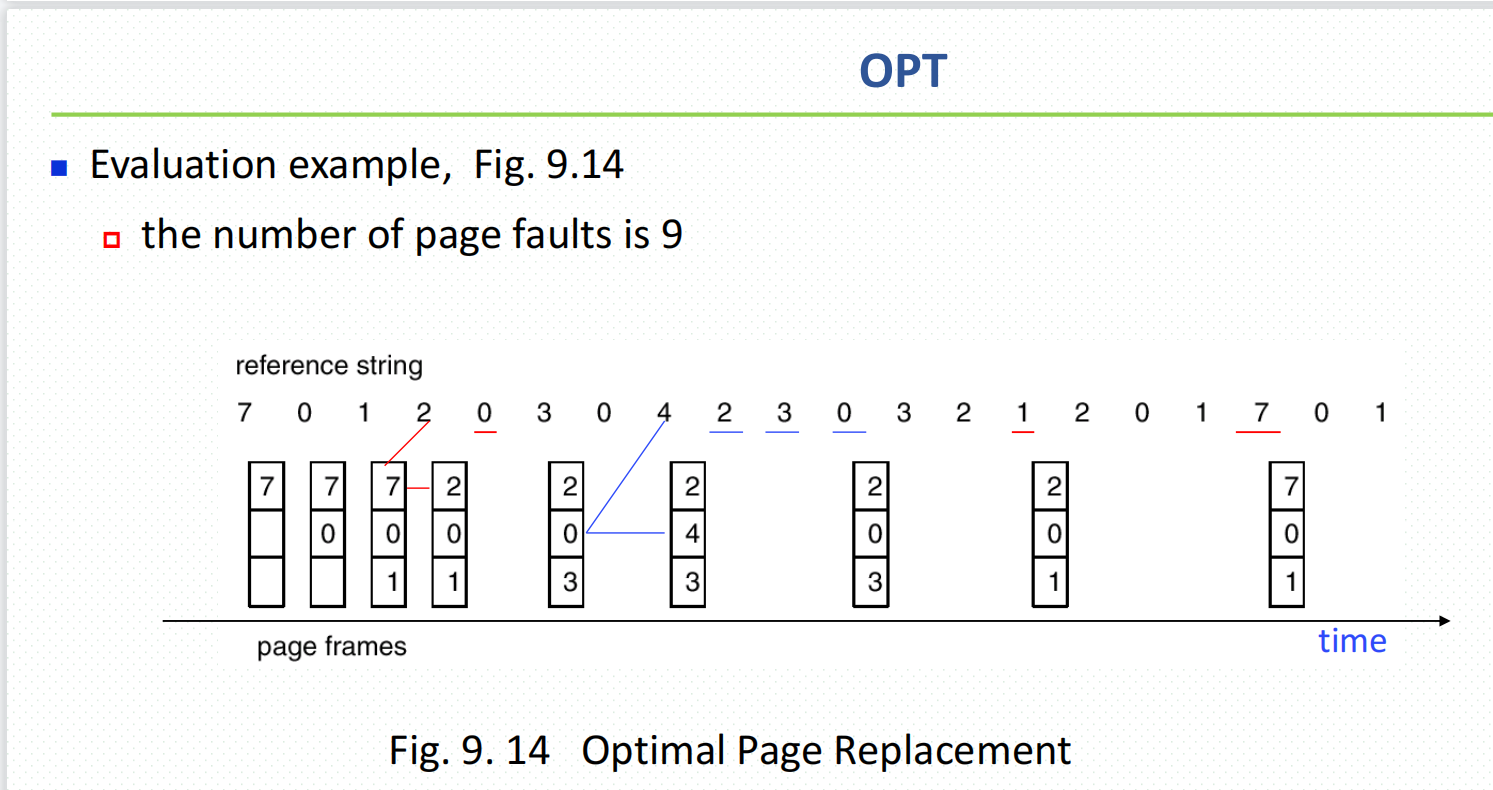 OPT
Evaluation example, Fig. 9.14
the number of page faults is 9
reference string
7 0 1 2 0 3 0 4 2 3 0 3 2 1 2 0 1 7 0 1
7 7 7 2 2 2 2 2 7
0 0 0 0 4 0 0 0
1 1 3 3 3 1 1
page frames
time
Fig. 9. 14 Optimal Page Replacement